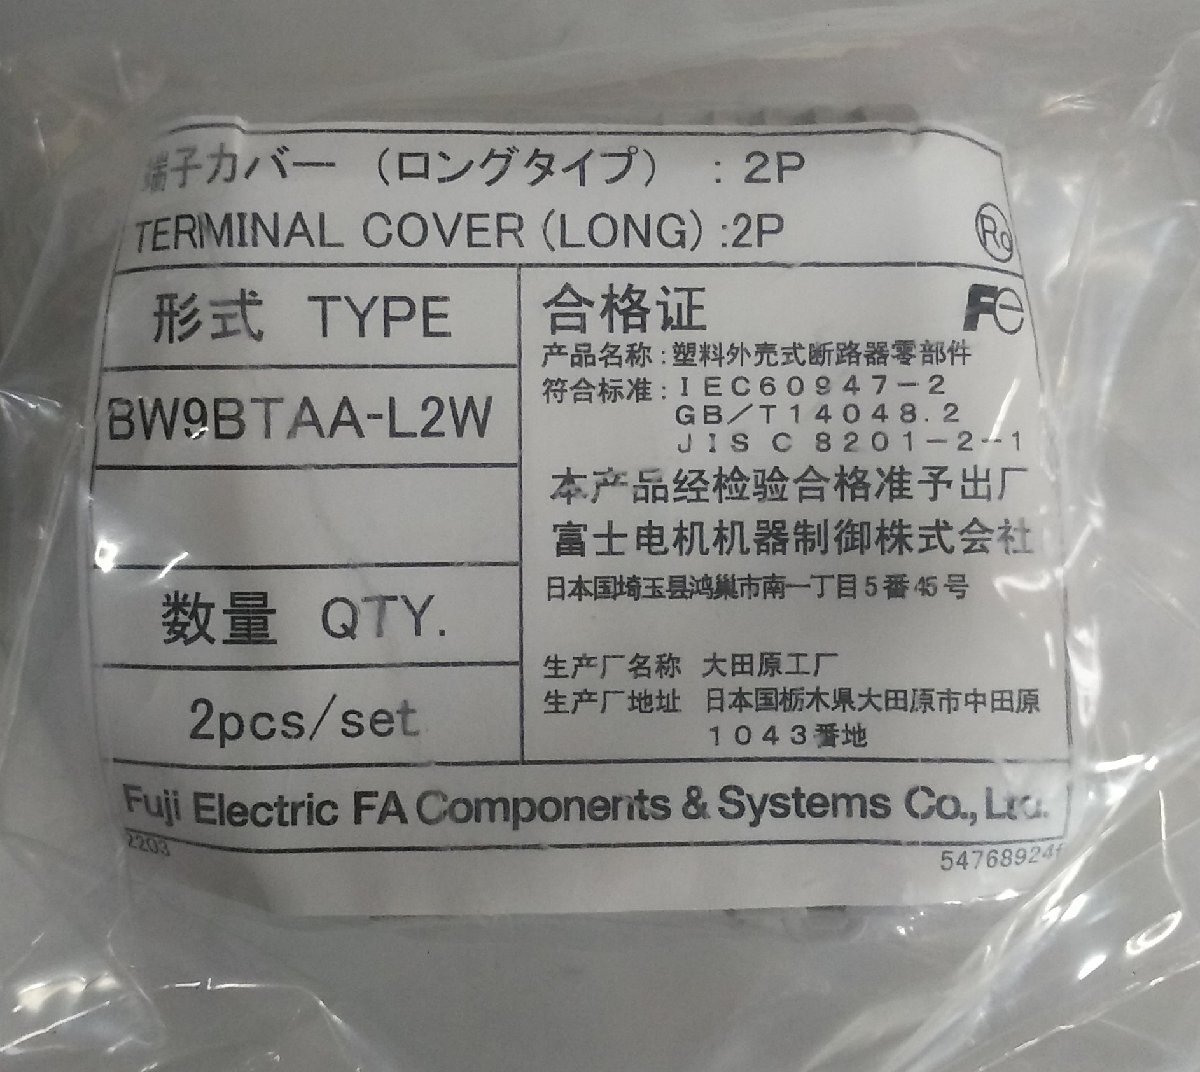 端子カバー（ロングタイプ）：2P
TERMINAL COVER (LONG) :2P
Ro
形式 TYPE
BW9BTAA-L2W
数量 QTY.
2pcs/set
合格证
Fe
产品名称：塑料外壳式断路器零部件
符合标准：IEC60947-2
GB/T14048.2
JIS C 8201-2-1
本产品经检验合格准予出厂
富士电机机器制御株式会社
日本国埼玉县鸿巢市南一丁目5番45号
生产厂名称 大田原工厂
生产厂地址 日本国栃木県大田原市中田原
1043番地
Fuji Electric FA Components & Systems Co., Ltd.
2203
54768924